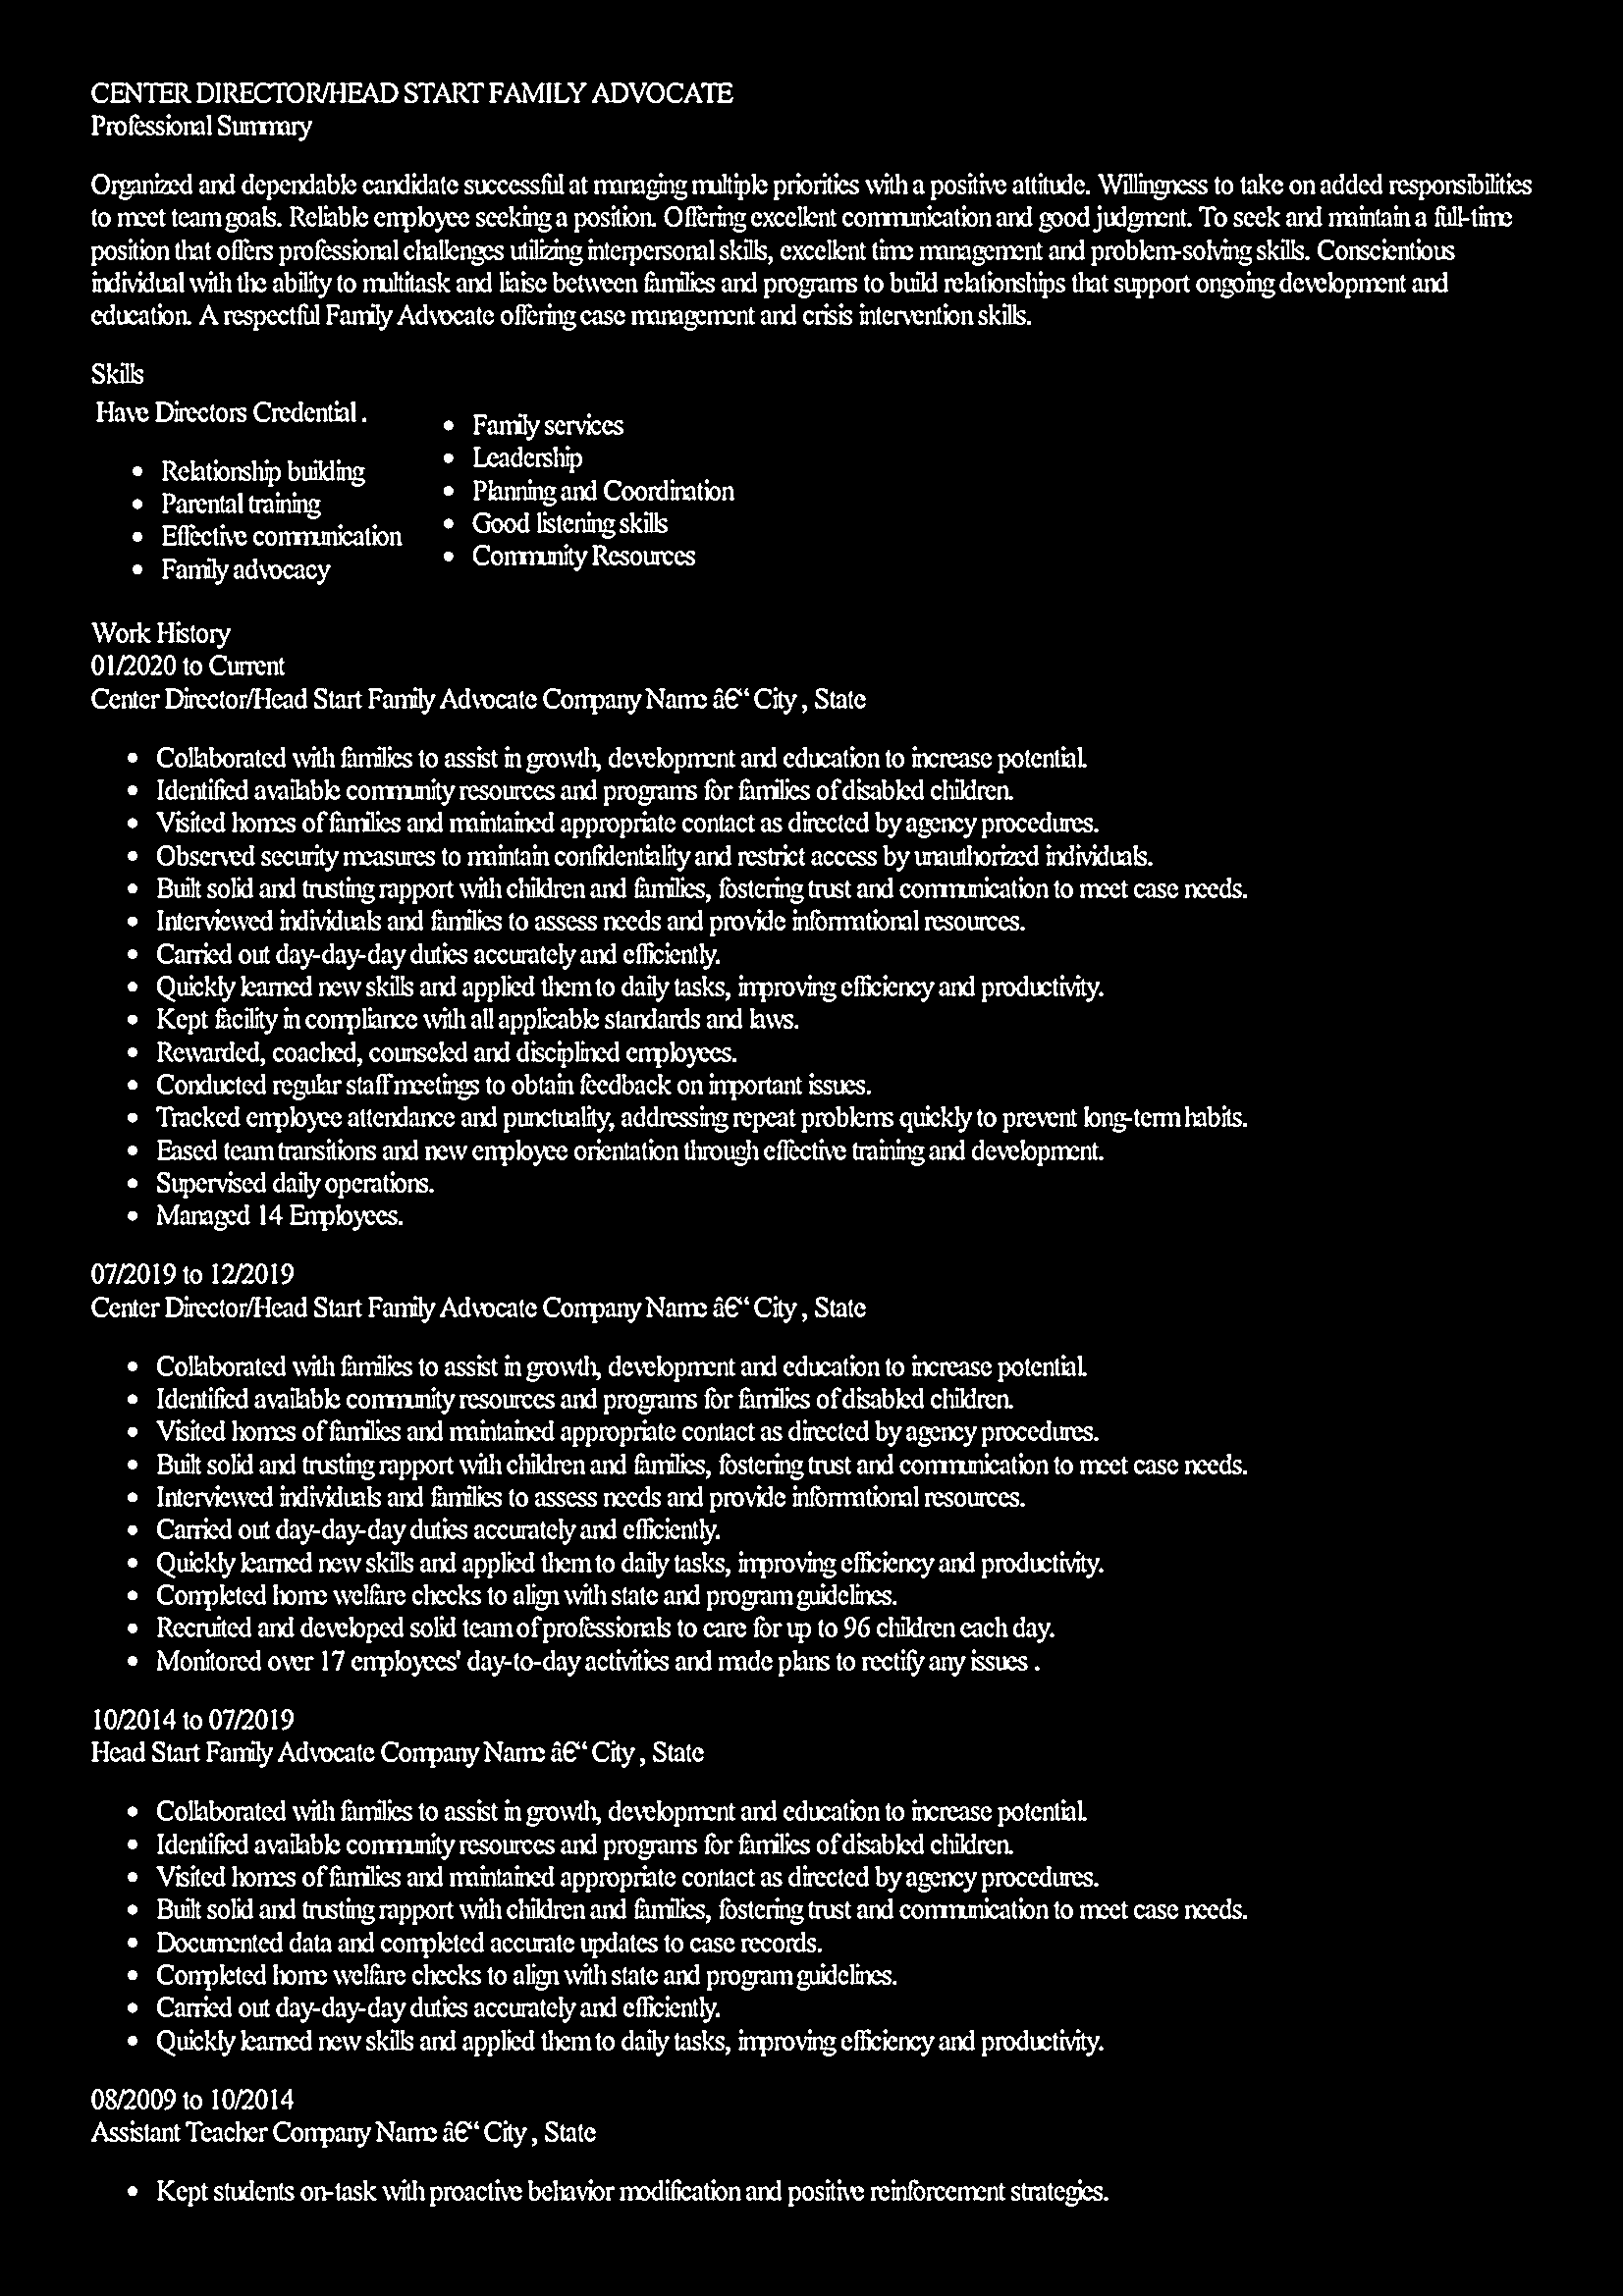 CENTER DIRECTOR/HEAD START FAMILY ADVOCATE
Professional Summary
Organized and dependable candidate successful at managing multiple priorities with a positive attitude. Willingness to take on added responsibilities
to meet team goals. Reliable employee seeking a position. Offering excellent communication and good judgment. To seek and maintain a full-time
position that offers professional challenges utilizing interpersonal skills, excellent time management and problem-solving skills. Conscientious
individual with the ability to multitask and liaise between families and programs to build relationships that support ongoing development and
education. A respectful Family Advocate offering case management and crisis intervention skills.
Skills
Have Directors Credential .
• Relationship building
• Parental training
• Effective communication
• Family advocacy
• Family services
• Leadership
• Planning and Coordination
• Good listening skills
• Community Resources
Work History
01/2020 to Current
Center Director/Head Start Family Advocate Company Name â€“ City , State
• Collaborated with families to assist in growth, development and education to increase potential.
• Identified available community resources and programs for families of disabled children.
• Visited homes of families and maintained appropriate contact as directed by agency procedures.
• Observed security measures to maintain confidentiality and restrict access by unauthorized individuals.
• Built solid and trusting rapport with children and families, fostering trust and communication to meet case needs.
• Interviewed individuals and families to assess needs and provide informational resources.
• Carried out day-day-day duties accurately and efficiently.
• Quickly learned new skills and applied them to daily tasks, improving efficiency and productivity.
• Kept facility in compliance with all applicable standards and laws.
• Rewarded, coached, counseled and disciplined employees.
• Conducted regular staff meetings to obtain feedback on important issues.
• Tracked employee attendance and punctuality, addressing repeat problems quickly to prevent long-term habits.
• Eased team transitions and new employee orientation through effective training and development.
• Supervised daily operations.
• Managed 14 Employees.
07/2019 to 12/2019
Center Director/Head Start Family Advocate Company Name â€“ City , State
• Collaborated with families to assist in growth, development and education to increase potential.
• Identified available community resources and programs for families of disabled children.
• Visited homes of families and maintained appropriate contact as directed by agency procedures.
• Built solid and trusting rapport with children and families, fostering trust and communication to meet case needs.
• Interviewed individuals and families to assess needs and provide informational resources.
• Carried out day-day-day duties accurately and efficiently.
• Quickly learned new skills and applied them to daily tasks, improving efficiency and productivity.
• Completed home welfare checks to align with state and program guidelines.
• Recruited and developed solid team of professionals to care for up to 96 children each day.
• Monitored over 17 employees' day-to-day activities and made plans to rectify any issues .
10/2014 to 07/2019
Head Start Family Advocate Company Name â€“ City , State
• Collaborated with families to assist in growth, development and education to increase potential.
• Identified available community resources and programs for families of disabled children.
• Visited homes of families and maintained appropriate contact as directed by agency procedures.
• Built solid and trusting rapport with children and families, fostering trust and communication to meet case needs.
• Documented data and completed accurate updates to case records.
• Completed home welfare checks to align with state and program guidelines.
• Carried out day-day-day duties accurately and efficiently.
• Quickly learned new skills and applied them to daily tasks, improving efficiency and productivity.
08/2009 to 10/2014
Assistant Teacher Company Name â€“ City , State
• Kept students on-task with proactive behavior modification and positive reinforcement strategies.